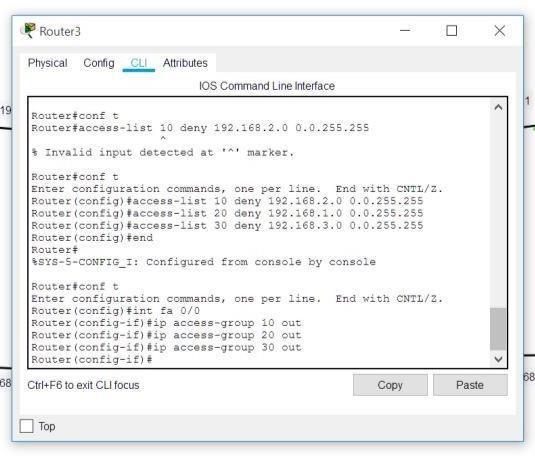 Router3
Physical Config CLI Attributes
IOS Command Line Interface
Router#conf t
Router#access-list 10 deny 192.168.2.0 0.0.255.255
^
% Invalid input detected at '^' marker.
Router#conf t
Enter configuration commands, one per line. End with CNTL/Z.
Router(config)#access-list 10 deny 192.168.2.0 0.0.255.255
Router(config)#access-list 20 deny 192.168.1.0 0.0.255.255
Router(config)#access-list 30 deny 192.168.3.0 0.0.255.255
Router(config)#end
Router#
%SYS-5-CONFIG_I: Configured from console by console
Router#conf t
Enter configuration commands, one per line. End with CNTL/Z.
Router(config)#int fa 0/0
Router(config-if)#ip access-group 10 out
Router(config-if)#ip access-group 20 out
Router(config-if)#ip access-group 30 out
Router(config-if)#
Ctrl+F6 to exit CLI focus
Copy Paste
Top
19
1
68
68